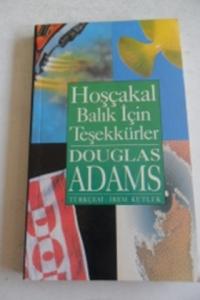 Hoşçakal
Balık İçin
Teşekkürler
DOUGLAS
ADAMS
TÜRKÇESİ: İREM KUTLUK